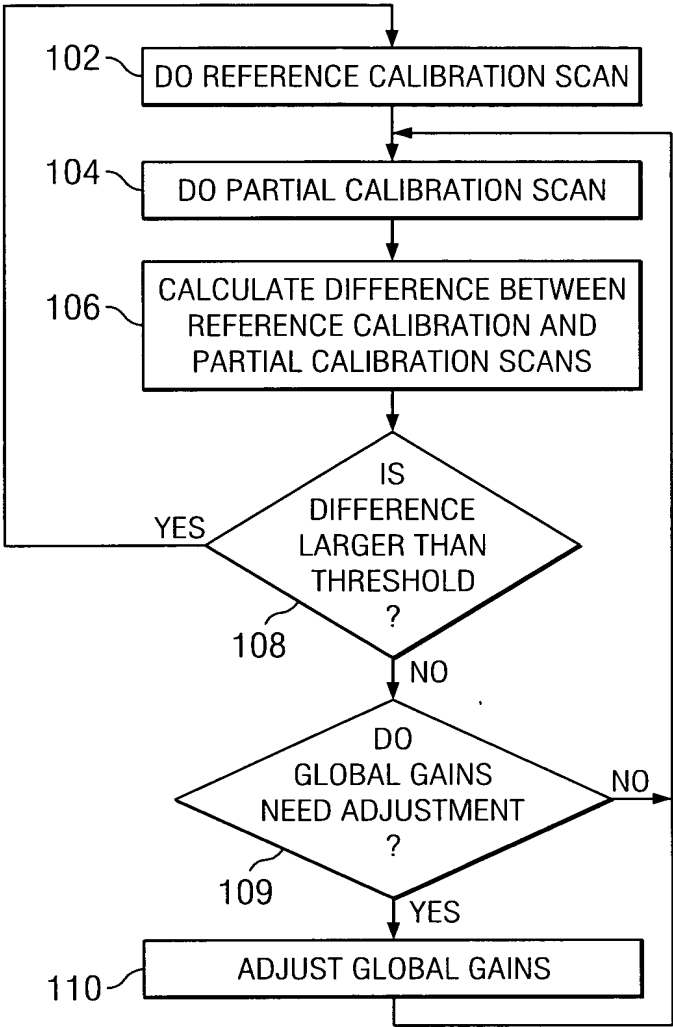 102
DO REFERENCE CALIBRATION SCAN
104
DO PARTIAL CALIBRATION SCAN
106
CALCULATE DIFFERENCE BETWEEN
REFERENCE CALIBRATION AND
PARTIAL CALIBRATION SCANS
IS
DIFFERENCE
LARGER THAN
THRESHOLD
?
YES
108
NO
DO
GLOBAL GAINS
NEED ADJUSTMENT
?
NO
109
YES
ADJUST GLOBAL GAINS
110